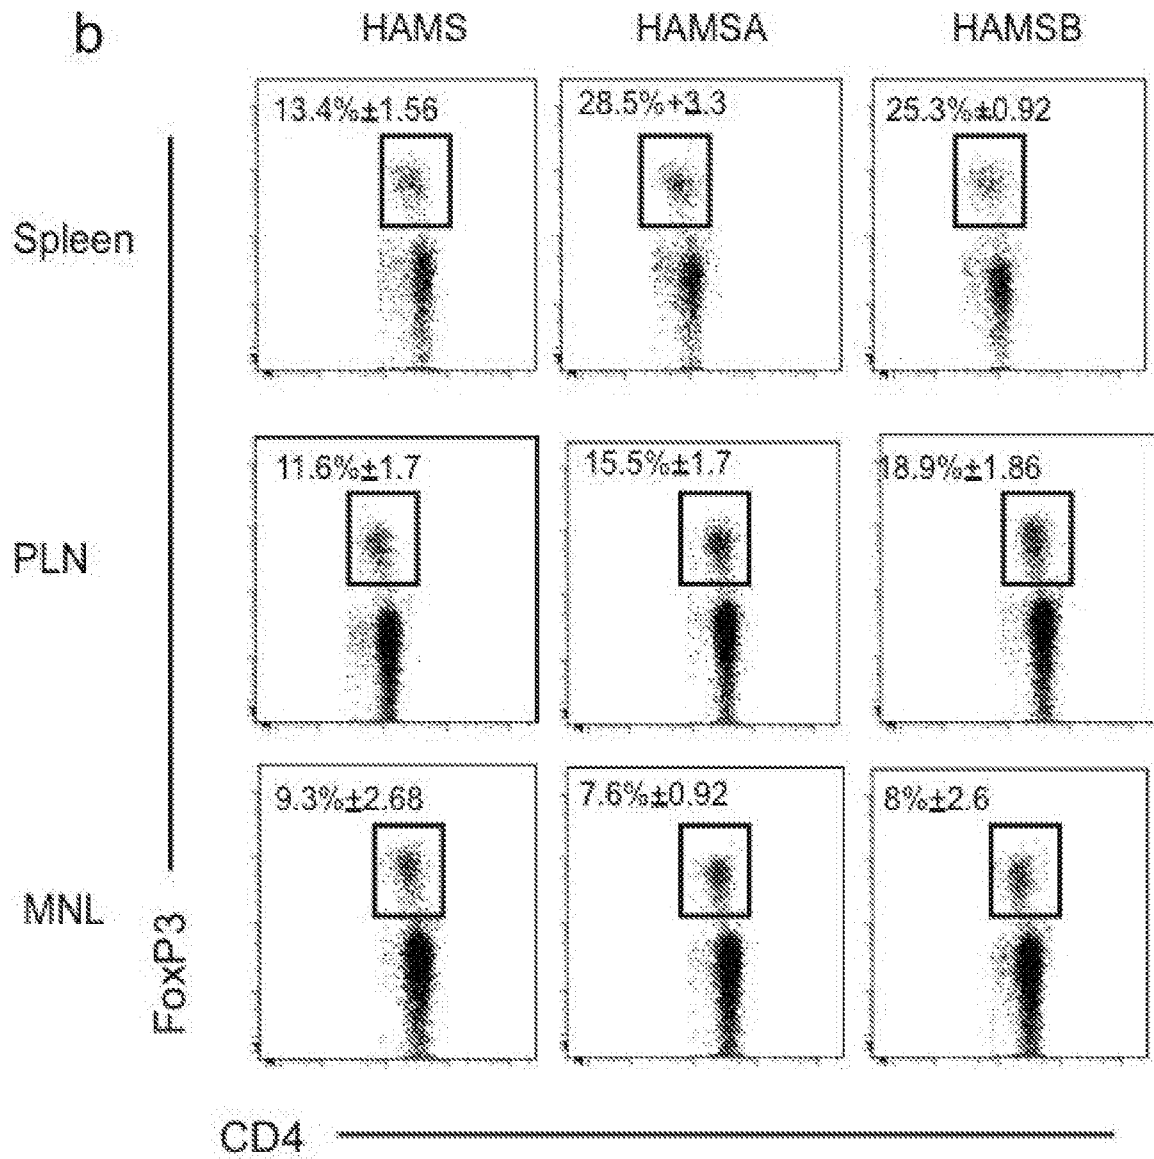 b
HAMS HAMSA HAMSB
Spleen
13.4%±1.56 28.5%+3.3 25.3%±0.92
PLN
11.6%±1.7 15.5%±1.7 18.9%±1.86
MNL
9.3%±2.68 7.6%±0.92 8%±2.6
FoxP3
CD4